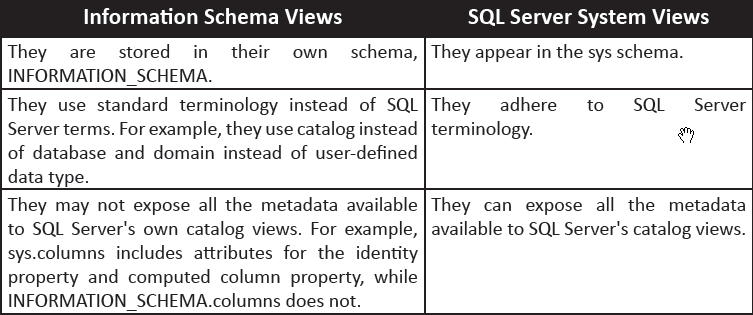 Information Schema Views
SQL Server System Views
They are stored in their own schema,
INFORMATION_SCHEMA.
They appear in the sys schema.
They use standard terminology instead of SQL
Server terms. For example, they use catalog instead
of database and domain instead of user-defined
data type.
They adhere to SQL Server
terminology.
They may not expose all the metadata available
to SQL Server's own catalog views. For example,
sys.columns includes attributes for the identity
property and computed column property, while
INFORMATION_SCHEMA.columns does not.
They can expose all the metadata
available to SQL Server's catalog views.